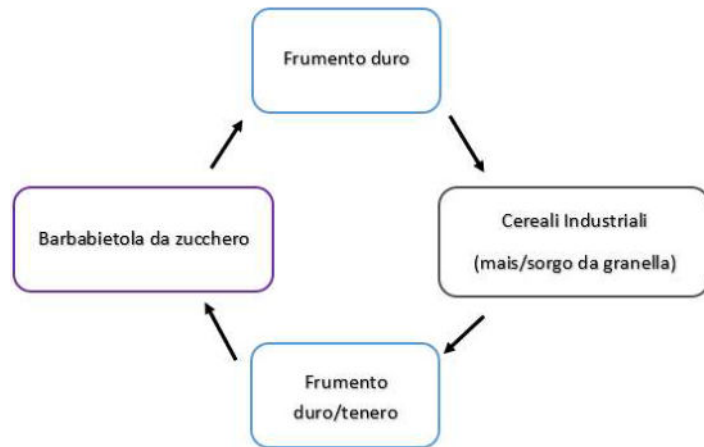 Frumento duro
Barbabietola da zucchero
Cereali Industriali
(mais/sorgo da granella)
Frumento
duro/tenero